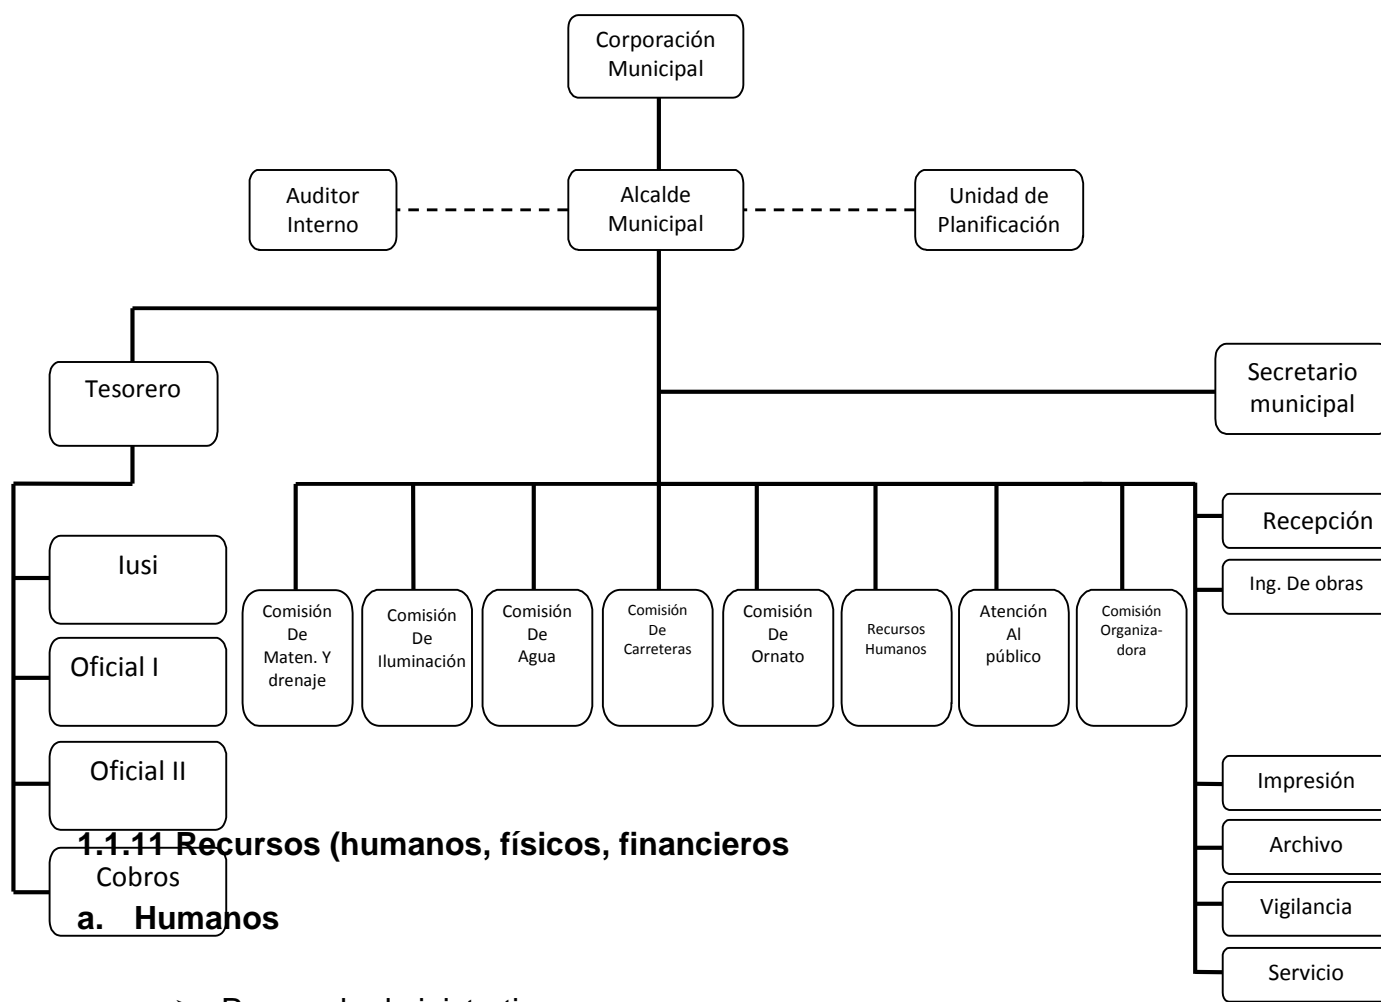 Corporación
Municipal
Auditor
Interno
Alcalde
Municipal
Unidad de
Planificación
Tesorero
Secretario
municipal
Iusi
Oficial I
Oficial II
Cobros
Comisión
De
Maten. Y
drenaje
Comisión
De
Iluminación
Comisión
De
Agua
Comisión
De
Carreteras
Comisión
De
Ornato
Recursos
Humanos
Atención
Al
público
Comisión
Organiza-
dora
Recepción
Ing. De obras
Impresión
Archivo
Vigilancia
Servicio
1.1.11 Recursos (humanos, físicos, financieros
a. Humanos